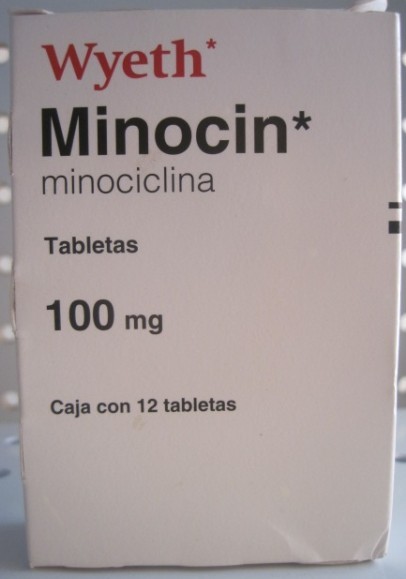 Wyeth*
Minocin*
minociclina
Tabletas
100 mg
Caja con 12 tabletas